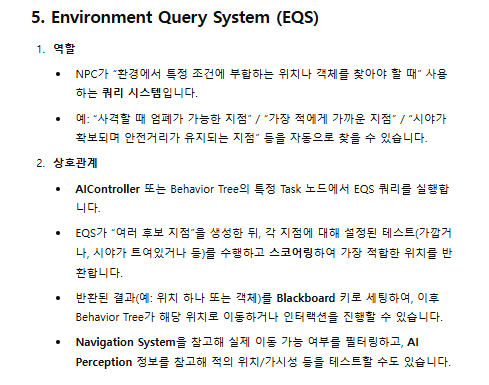 5. Environment Query System (EQS)
1. 역할
• NPC가 "환경에서 특정 조건에 부합하는 위치나 객체를 찾아야 할 때" 사용
하는 쿼리 시스템입니다.
• 예: "사격할 때 엄폐가 가능한 지점" / "가장 적에게 가까운 지점" / "시야가
확보되며 안전거리가 유지되는 지점" 등을 자동으로 찾을 수 있습니다.
2. 상호관계
• AIController 또는 Behavior Tree의 특정 Task 노드에서 EQS 쿼리를 실행합
니다.
• EQS가 "여러 후보 지점"을 생성한 뒤, 각 지점에 대해 설정된 테스트(가깝거
나, 시야가 트여있거나 등)를 수행하고 스코어링하여 가장 적합한 위치를 반
환합니다.
• 반환된 결과(예: 위치 하나 또는 객체)를 Blackboard 키로 세팅하여, 이후
Behavior Tree가 해당 위치로 이동하거나 인터랙션을 진행할 수 있습니다.
• Navigation System을 참고해 실제 이동 가능 여부를 필터링하고, AI
Perception 정보를 참고해 적의 위치/가시성 등을 테스트할 수도 있습니다.